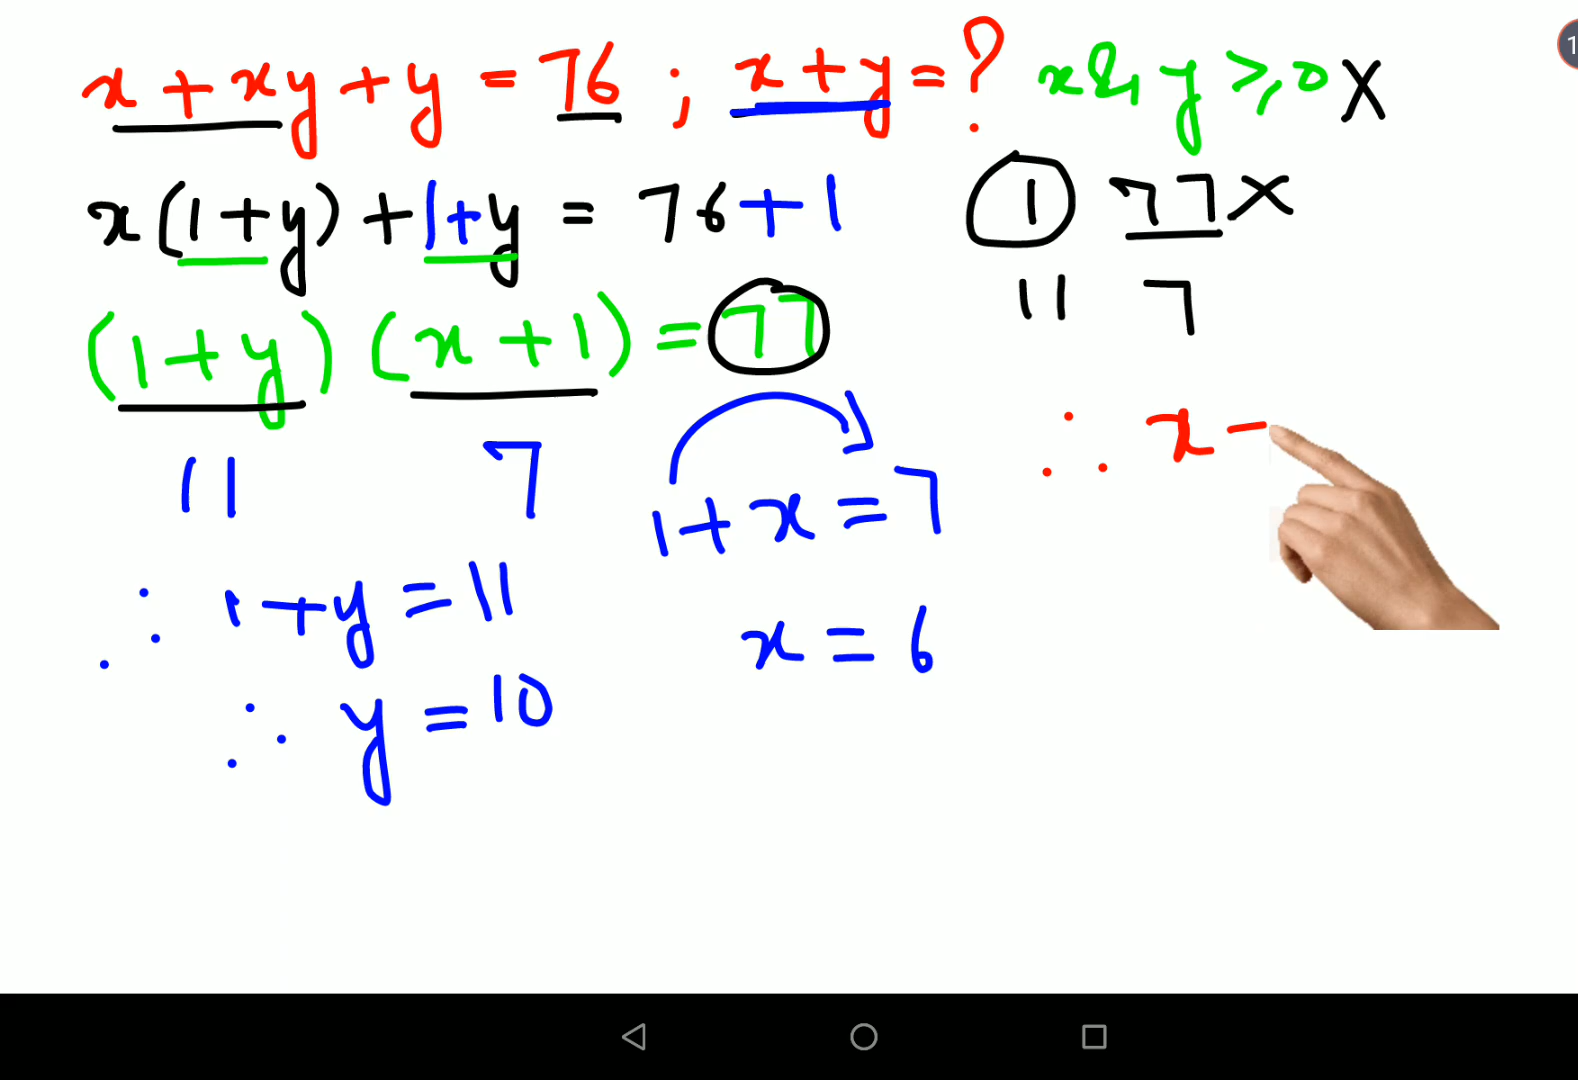 x + xy + y = 76 ; x + y = ? x & y ≥, 0 X
x(1+y) + 1+y = 76 + 1
1 77 X
11 7
(1+y) (x+1) = 77
11 7
1+x = 7
∴ x -
∴ 1+y = 11
x = 6
∴ y = 10
1